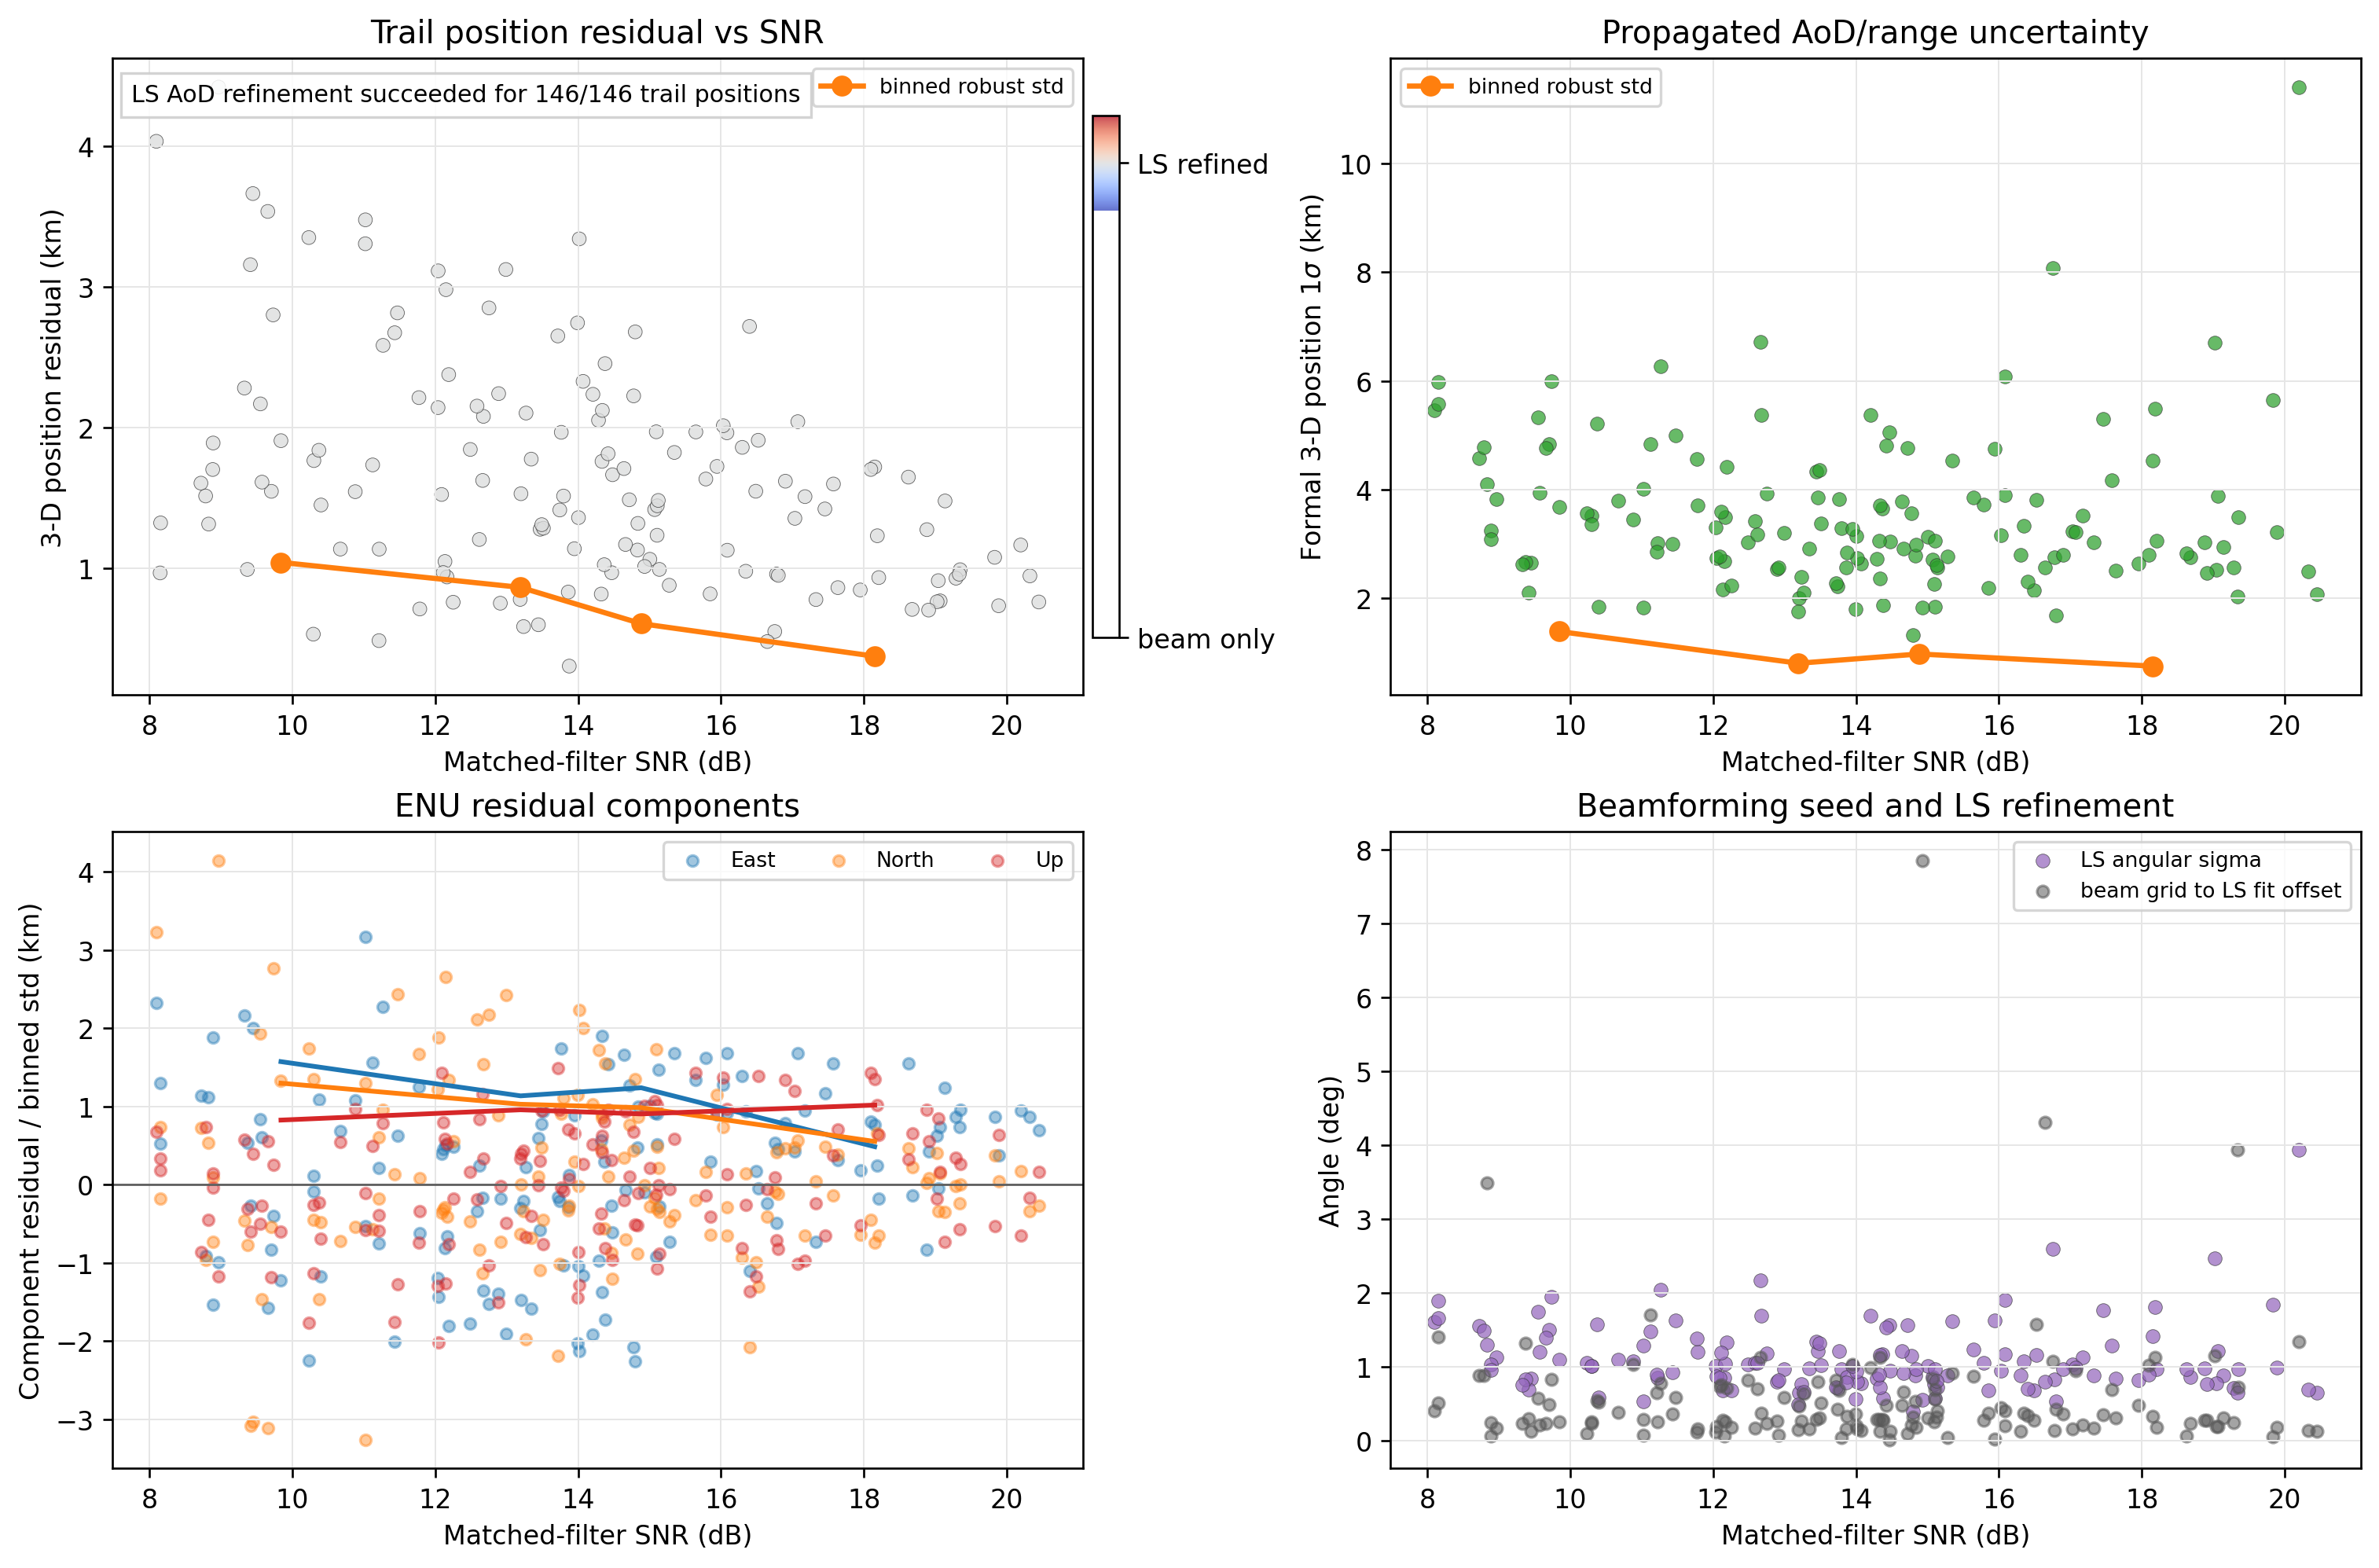 Trail position residual vs SNR
LS AoD refinement succeeded for 146/146 trail positions
binned robust std
4
3
2
1
3-D position residual (km)
8 10 12 14 16 18 20
Matched-filter SNR (dB)
LS refined
beam only
Propagated AoD/range uncertainty
binned robust std
10
8
6
4
2
Formal 3-D position 1σ (km)
8 10 12 14 16 18 20
Matched-filter SNR (dB)
ENU residual components
East North Up
4
3
2
1
0
−1
−2
−3
Component residual / binned std (km)
8 10 12 14 16 18 20
Matched-filter SNR (dB)
Beamforming seed and LS refinement
LS angular sigma
beam grid to LS fit offset
8
7
6
5
4
3
2
1
0
Angle (deg)
8 10 12 14 16 18 20
Matched-filter SNR (dB)